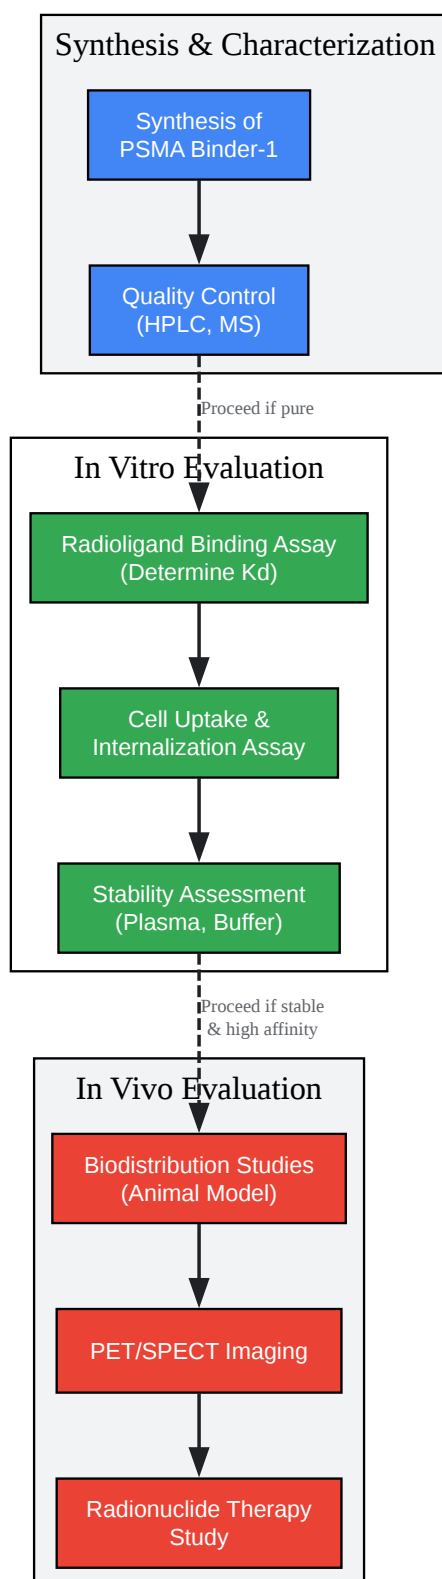 Synthesis & Characterization
Synthesis of
PSMA Binder-1
Quality Control
(HPLC, MS)
Proceed if pure
In Vitro Evaluation
Radioligand Binding Assay
(Determine Kd)
Cell Uptake &
Internalization Assay
Stability Assessment
(Plasma, Buffer)
Proceed if stable
& high affinity
In Vivo Evaluation
Biodistribution Studies
(Animal Model)
PET/SPECT Imaging
Radionuclide Therapy
Study